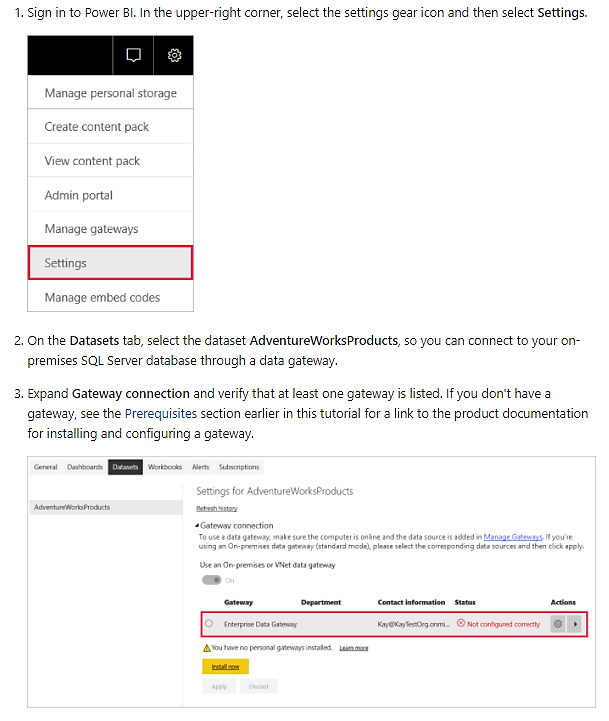 1. Sign in to Power BI. In the upper-right corner, select the settings gear icon and then select Settings.
Manage personal storage
Create content pack
View content pack
Admin portal
Manage gateways
Settings
Manage embed codes
2. On the Datasets tab, select the dataset AdventureWorksProducts, so you can connect to your on-
premises SQL Server database through a data gateway.
3. Expand Gateway connection and verify that at least one gateway is listed. If you don't have a
gateway, see the Prerequisites section earlier in this tutorial for a link to the product documentation
for installing and configuring a gateway.
General Dashboards Datasets Workbooks Alerts Subscriptions
AdventureWorksProducts
Settings for AdventureWorksProducts
Refresh history
Gateway connection
To use a data gateway, make sure the computer is online and the data source is added in Manage Gateways. If you're
using an On-premises data gateway (standard mode), please select the corresponding data sources and then click apply.
Use an On-premises or VNet data gateway
On
Gateway Department Contact information Status Actions
Enterprise Data Gateway Kay@KayTestOrg.onmi... Not configured correctly
You have no personal gateways installed. Learn more
Install now
Apply Discard